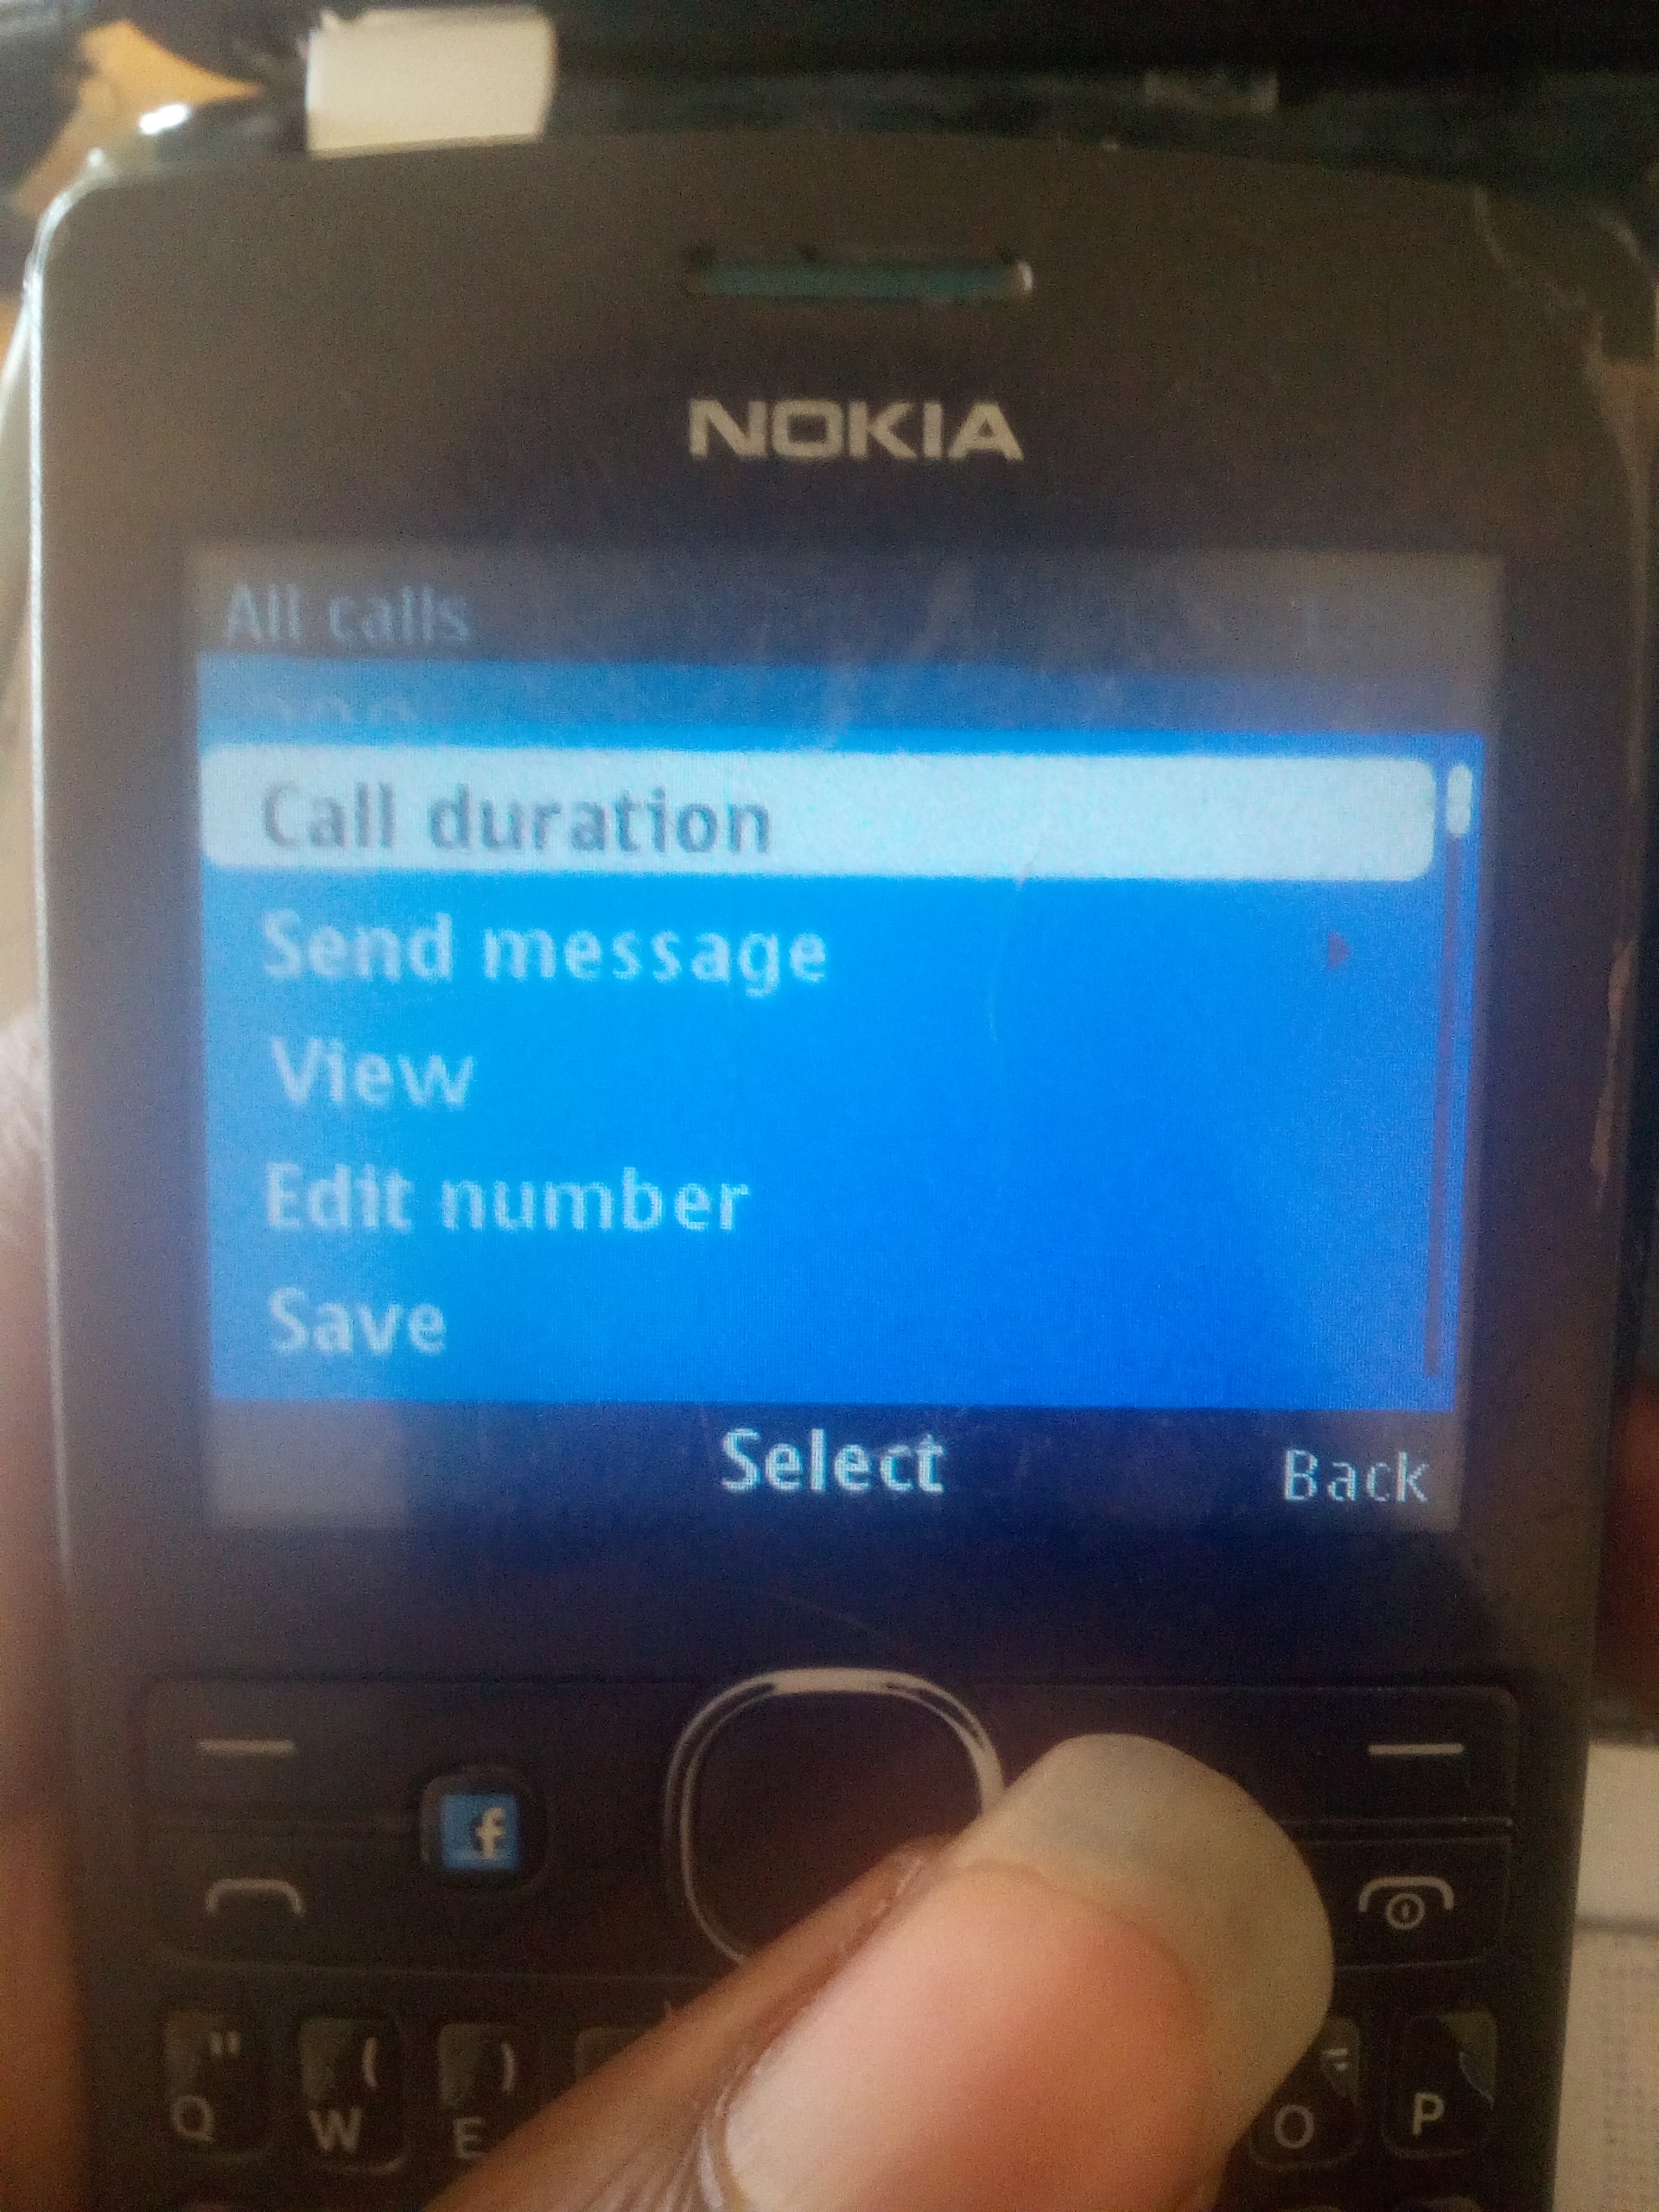 NOKIA
All calls
Call duration
Send message
View
Edit number
Save
Select
Back
f
" ( )
Q W E O P